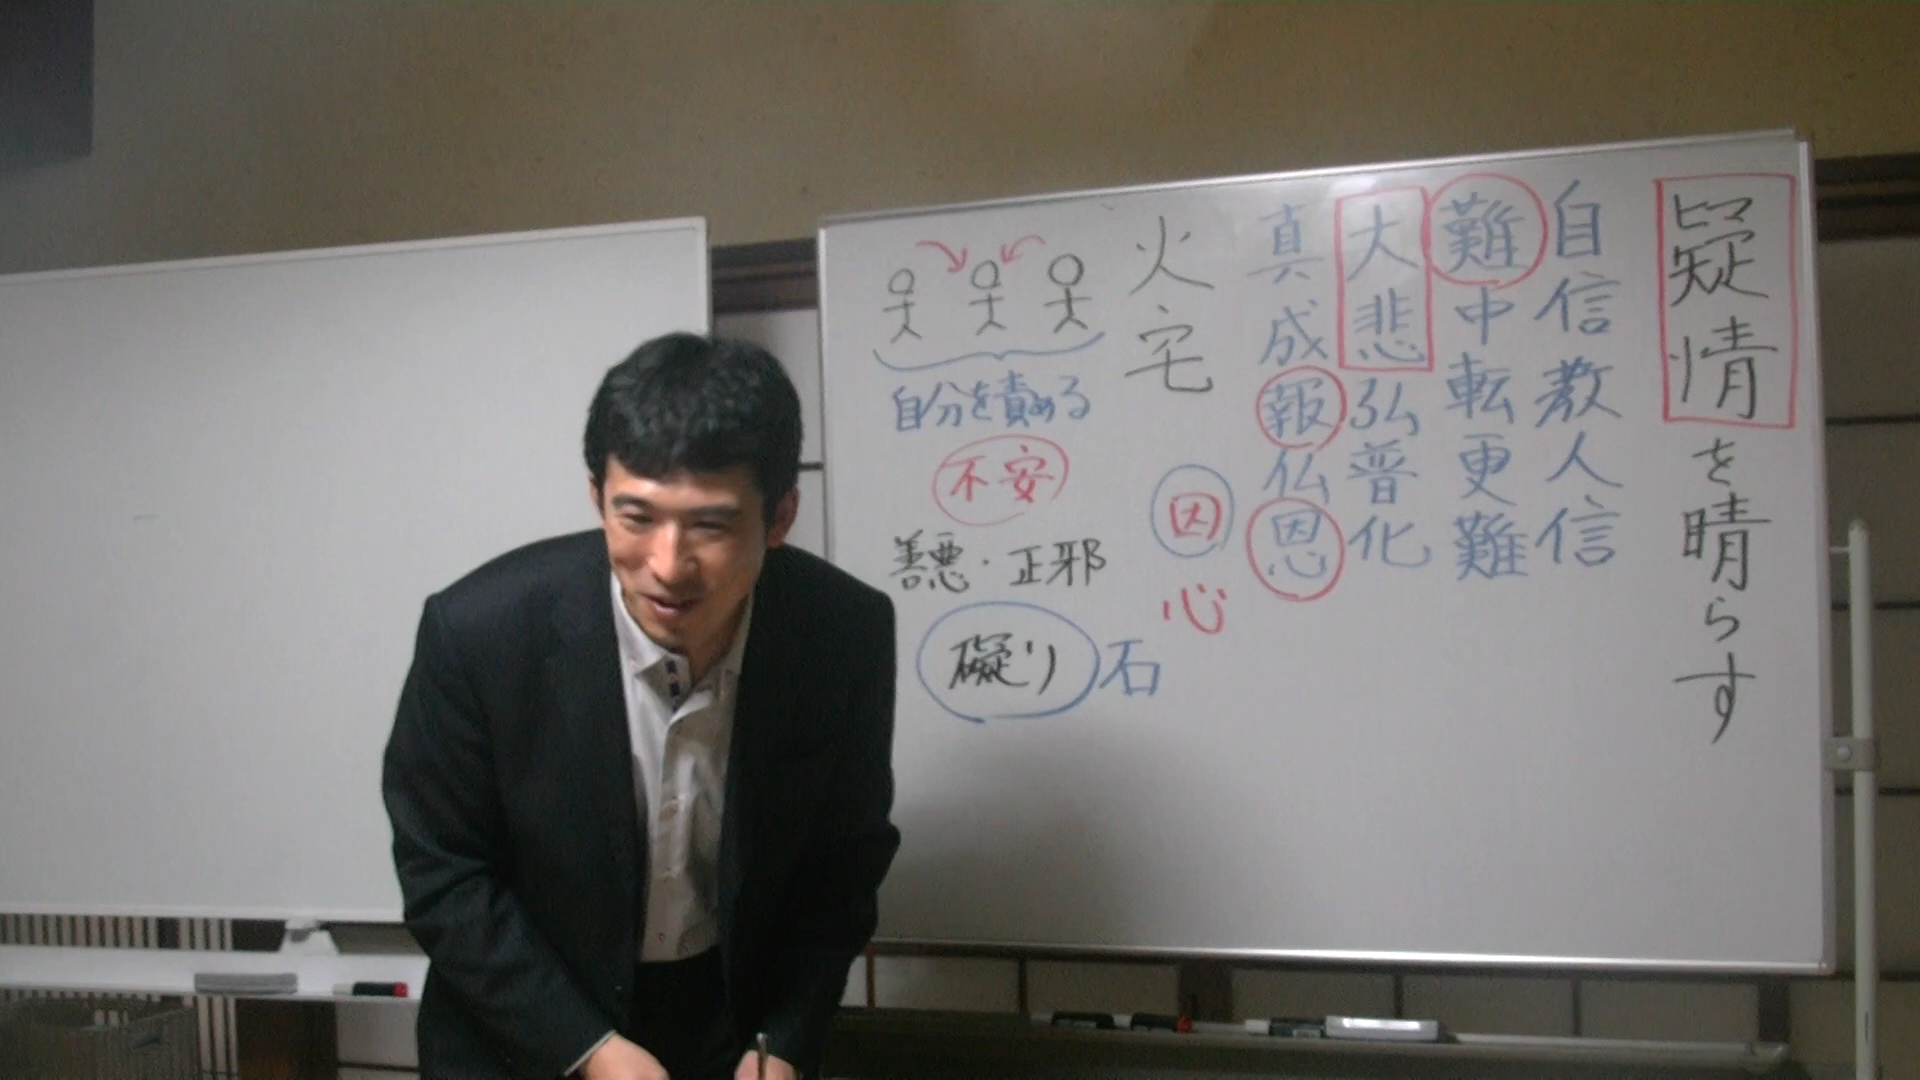 疑情を晴らす
自信教人信
難中転更難
大悲弘普化
真成報仏恩
火宅
因
心
自分を責める
不安
善悪・正邪
礙り
石